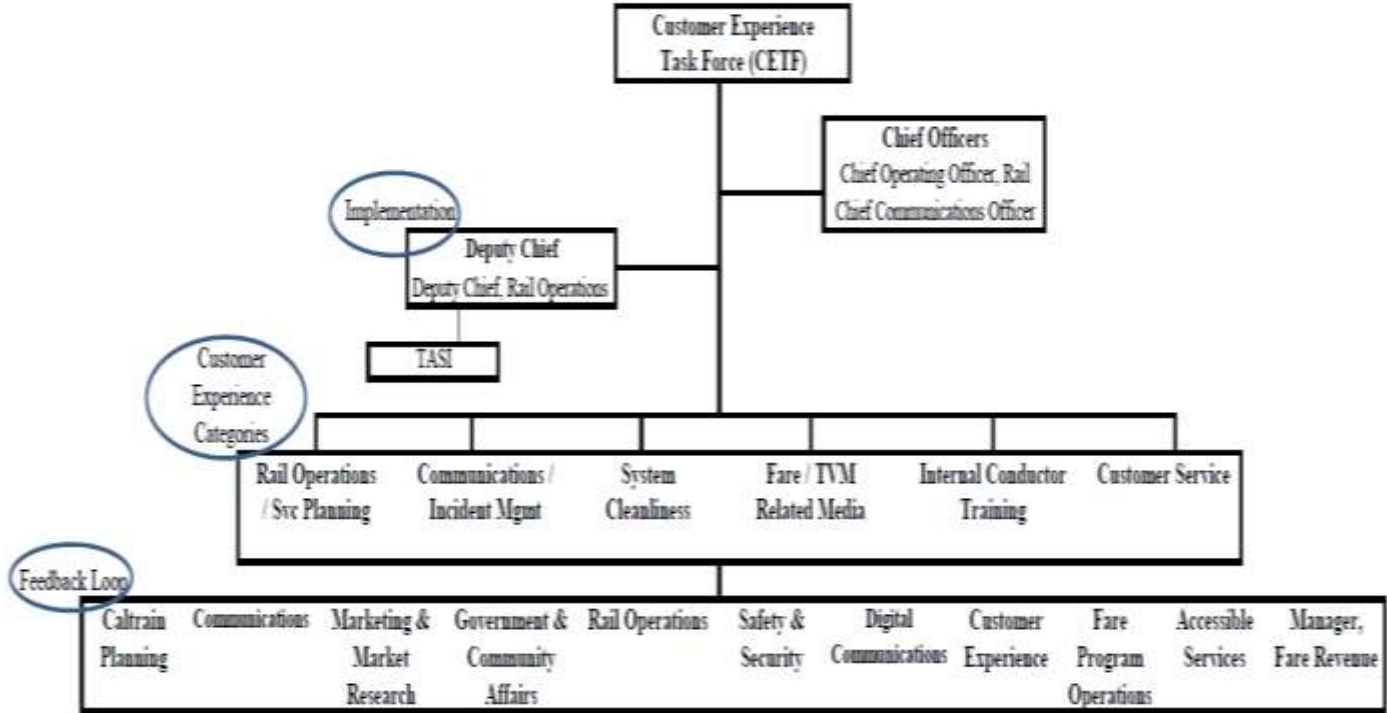 Customer Experience
Task Force (CETF)
Chief Officers
Chief Operating Officer, Rail
Chief Communications Officer
Implementation
Deputy Chief
Deputy Chief, Rail Operations
TASI
Customer
Experience
Categories
Rail Operations
/ Svc Planning
Communications /
Incident Mgmt
System
Cleanliness
Fare / TVM
Related Media
Internal Conductor
Training
Customer Service
Feedback Loop
Caltrain
Planning
Communications
Marketing &
Market
Research
Government &
Community
Affairs
Rail Operations
Safety &
Security
Digital
Communications
Customer
Experience
Fare
Program
Operations
Accessible
Services
Manager,
Fare Revenue